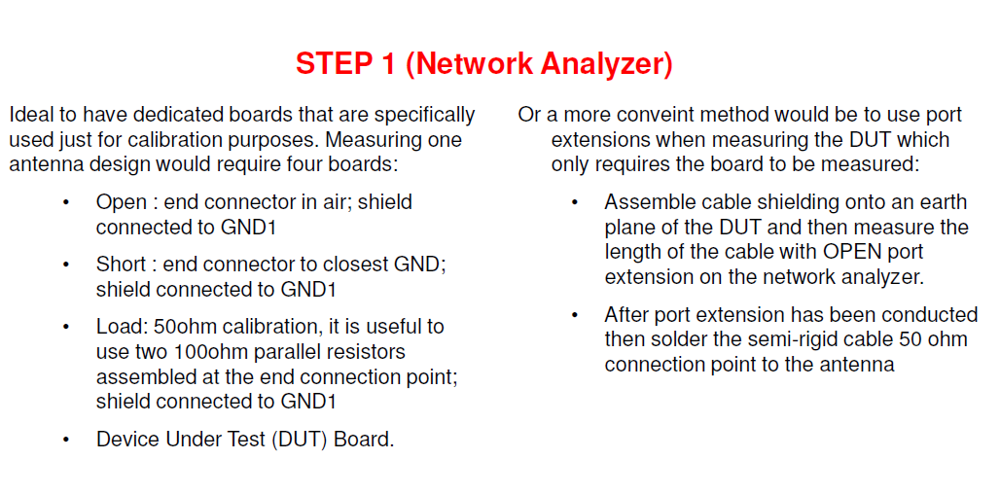 STEP 1 (Network Analyzer)
Ideal to have dedicated boards that are specifically
used just for calibration purposes. Measuring one
antenna design would require four boards:
• Open : end connector in air; shield
connected to GND1
• Short : end connector to closest GND;
shield connected to GND1
• Load: 50ohm calibration, it is useful to
use two 100ohm parallel resistors
assembled at the end connection point;
shield connected to GND1
• Device Under Test (DUT) Board.
Or a more conveint method would be to use port
extensions when measuring the DUT which
only requires the board to be measured:
• Assemble cable shielding onto an earth
plane of the DUT and then measure the
length of the cable with OPEN port
extension on the network analyzer.
• After port extension has been conducted
then solder the semi-rigid cable 50 ohm
connection point to the antenna